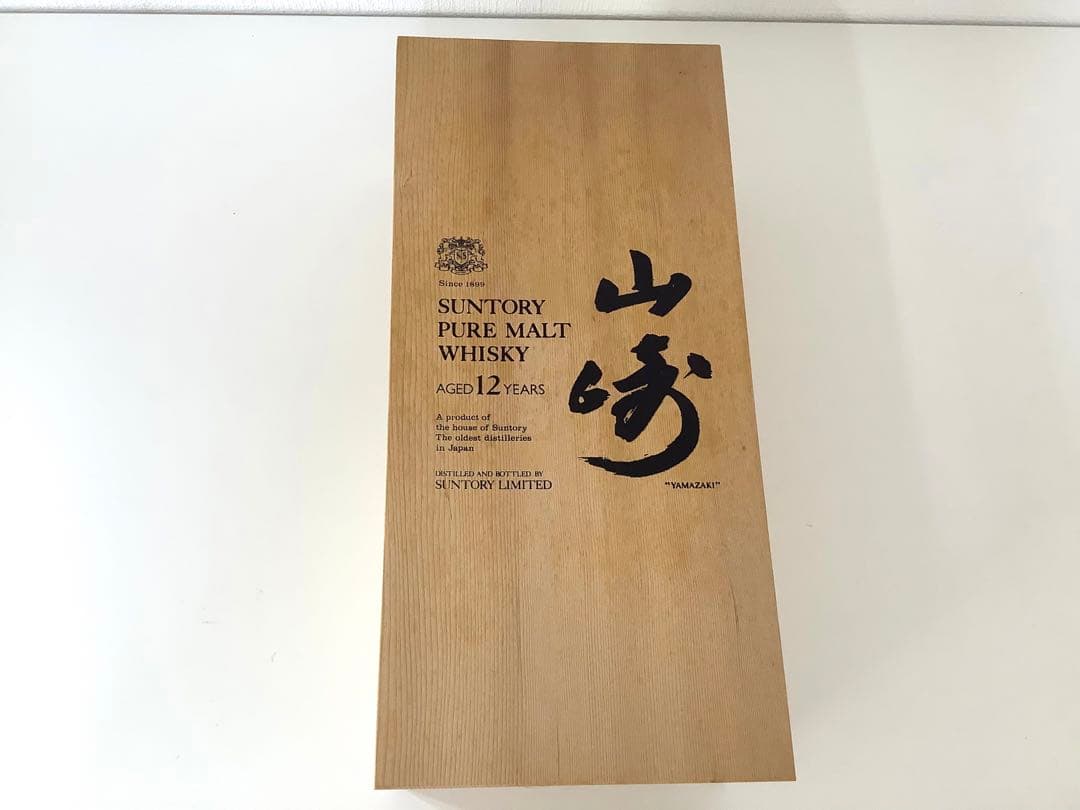 Since 1899
SUNTORY
PURE MALT
WHISKY
AGED 12 YEARS
A product of
the house of Suntory
The oldest distilleries
in Japan
DISTILLED AND BOTTLED BY
SUNTORY LIMITED
山
崎
"YAMAZAKI"